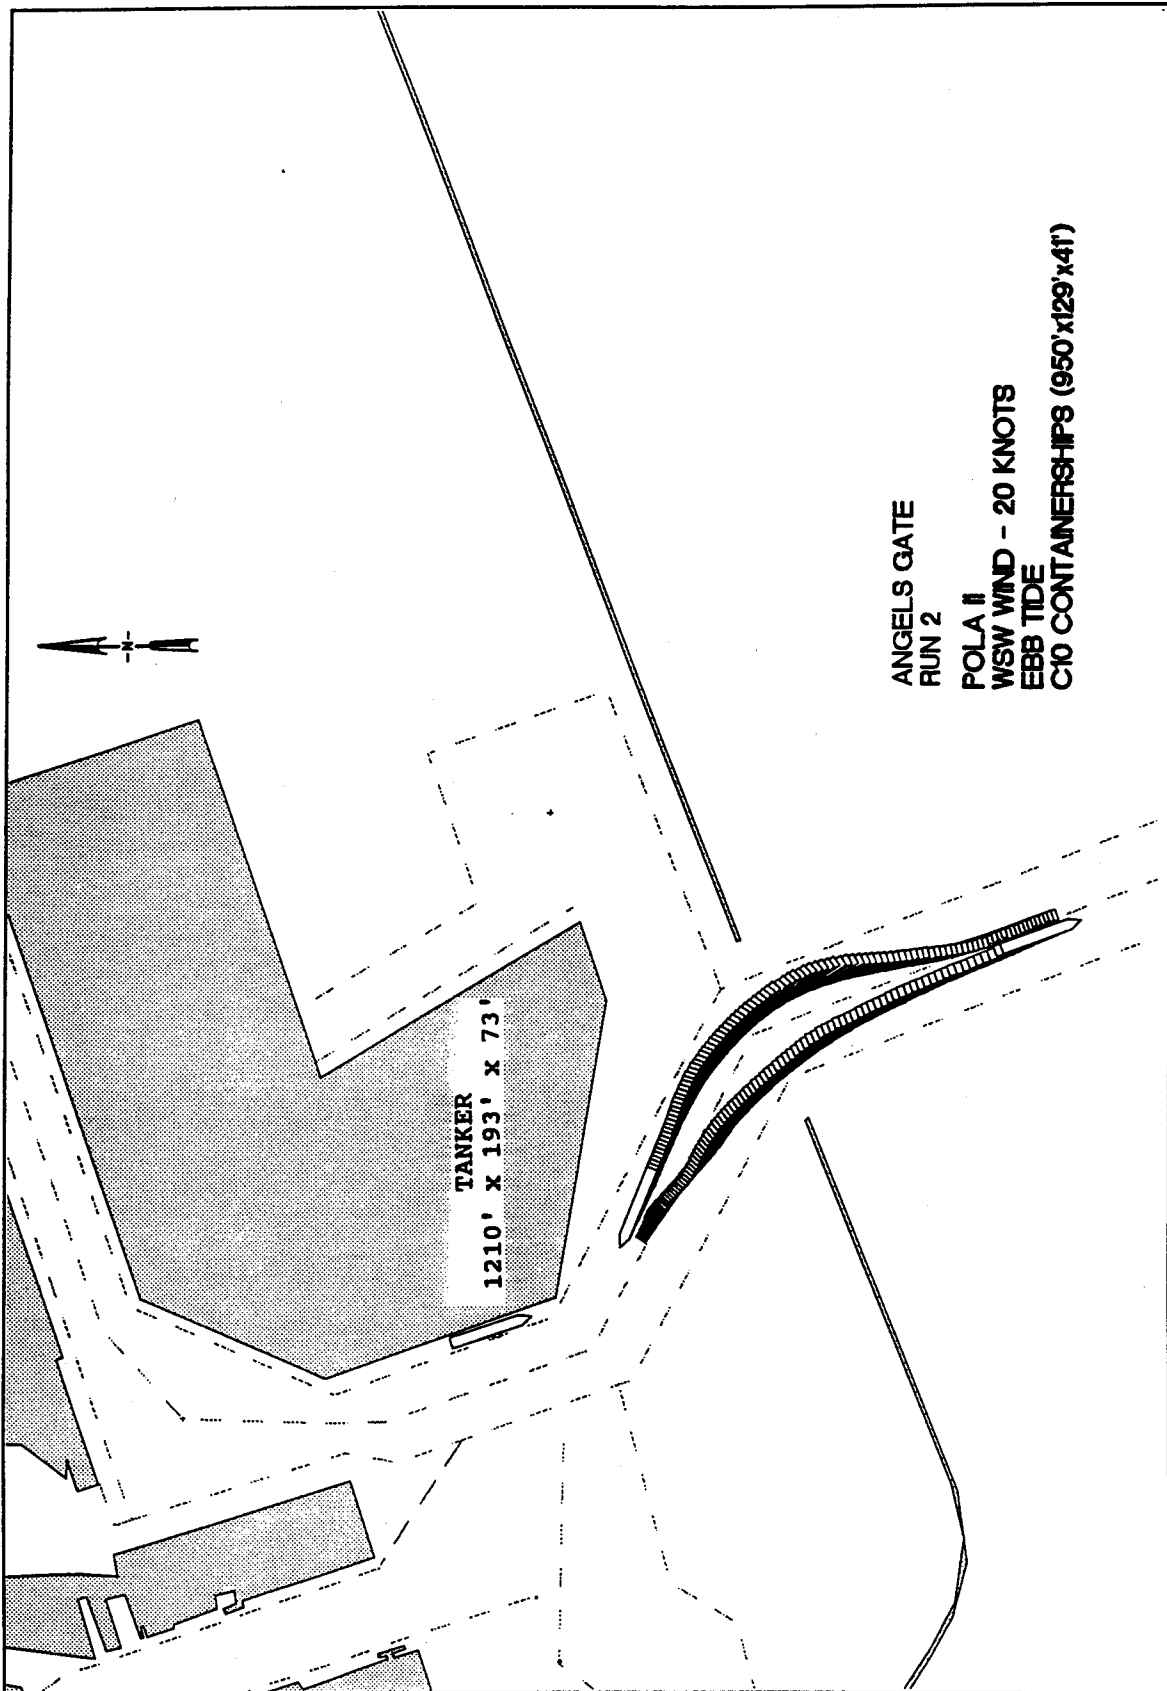 -N-
TANKER
1210' x 193' x 73'
ANGELS GATE
RUN 2
POLA II
WSW WIND - 20 KNOTS
EBB TIDE
C10 CONTAINERSHIPS (950'x129'x41')